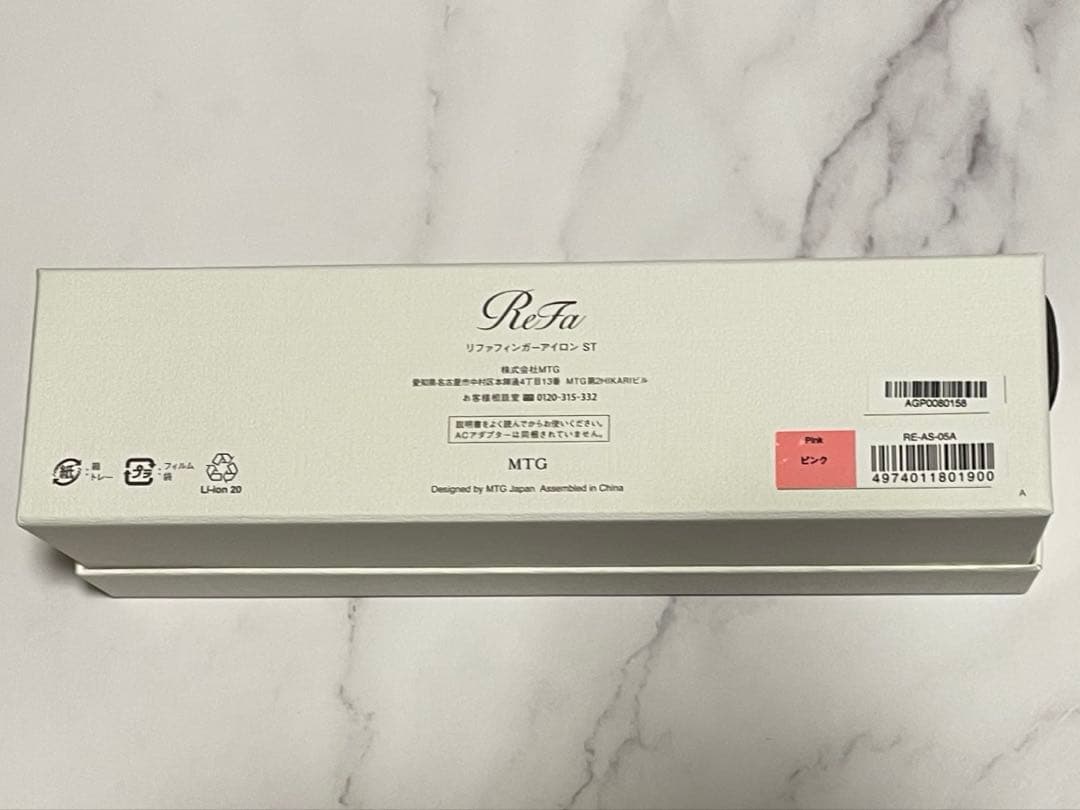 ReFa
リファフィンガーアイロン ST
株式会社MTG
愛知県名古屋市中村区本陣通4丁目13番 MTG第2HIKARIビル
お客様相談室 0120-315-332
説明書をよく読んでからお使いください。
ACアダプターは同梱されていません。
MTG
Designed by MTG Japan Assembled in China
紙 : 箱
トレー
プラ : フィルム
袋
Li-ion 20
AGP0080158
Pink
ピンク
RE-AS-05A
4974011801900
A